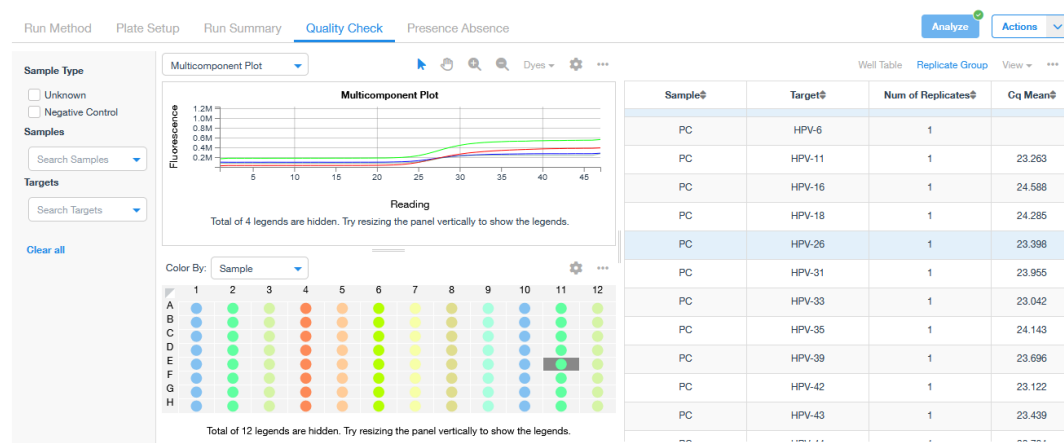 Run Method Plate Setup Run Summary Quality Check Presence Absence Analyze Actions
Sample Type
Unknown
Negative Control
Samples
Search Samples
Targets
Search Targets
Clear all
Multicomponent Plot Dyes
Multicomponent Plot
Fluorescence
1.2M
1.0M
0.8M
0.6M
0.4M
0.2M
5 10 15 20 25 30 35 40 45
Reading
Total of 4 legends are hidden. Try resizing the panel vertically to show the legends.
Color By: Sample
1 2 3 4 5 6 7 8 9 10 11 12
A
B
C
D
E
F
G
H
Total of 12 legends are hidden. Try resizing the panel vertically to show the legends.
Well Table Replicate Group View
Sample Target Num of Replicates Cq Mean
PC HPV-6 1
PC HPV-11 1 23.263
PC HPV-16 1 24.588
PC HPV-18 1 24.285
PC HPV-26 1 23.398
PC HPV-31 1 23.955
PC HPV-33 1 23.042
PC HPV-35 1 24.143
PC HPV-39 1 23.696
PC HPV-42 1 23.122
PC HPV-43 1 23.439